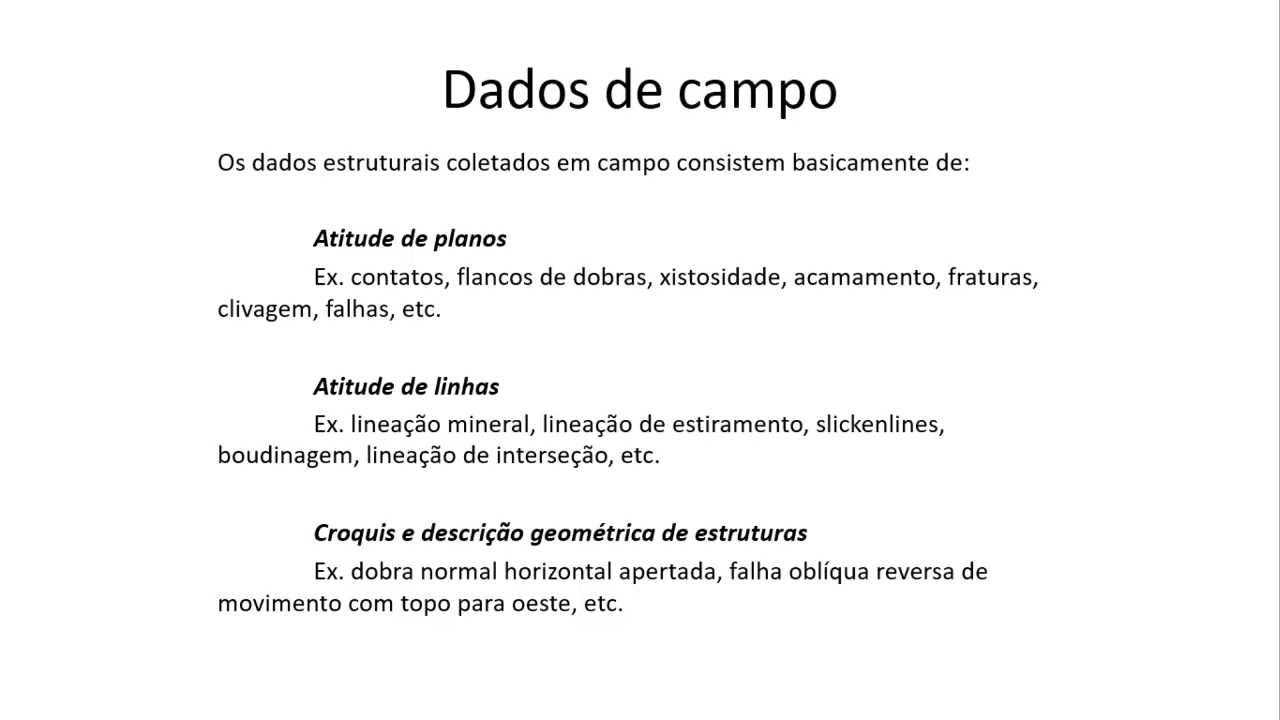 Dados de campo
Os dados estruturais coletados em campo consistem basicamente de:
Atitude de planos
Ex. contatos, flancos de dobras, xistosidade, acamamento, fraturas,
clivagem, falhas, etc.
Atitude de linhas
Ex. lineação mineral, lineação de estiramento, slickenlines,
boudinagem, lineação de interseção, etc.
Croquis e descrição geométrica de estruturas
Ex. dobra normal horizontal apertada, falha oblíqua reversa de
movimento com topo para oeste, etc.